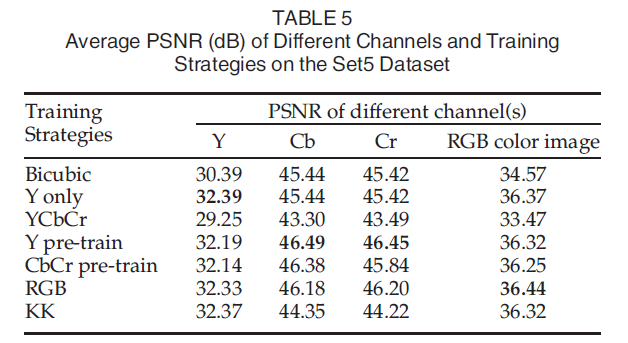 TABLE 5
Average PSNR (dB) of Different Channels and Training
Strategies on the Set5 Dataset
Training Strategies PSNR of different channel(s)
Y Cb Cr RGB color image
Bicubic 30.39 45.44 45.42 34.57
Y only 32.39 45.44 45.42 36.37
YCbCr 29.25 43.30 43.49 33.47
Y pre-train 32.19 46.49 46.45 36.32
CbCr pre-train 32.14 46.38 45.84 36.25
RGB 32.33 46.18 46.20 36.44
KK 32.37 44.35 44.22 36.32